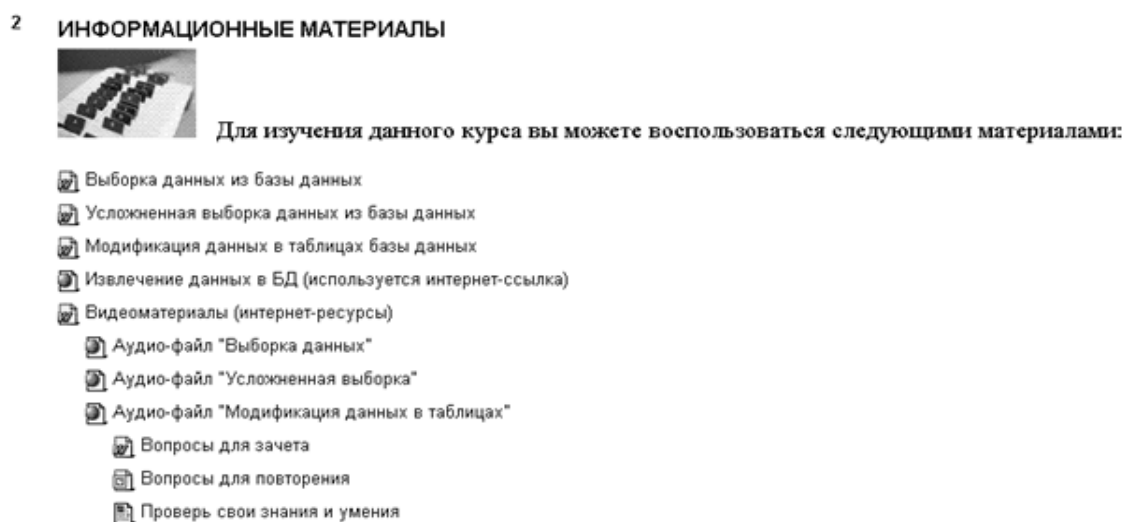 2
ИНФОРМАЦИОННЫЕ МАТЕРИАЛЫ
Для изучения данного курса вы можете воспользоваться следующими материалами:
Выборка данных из базы данных
Усложненная выборка данных из базы данных
Модификация данных в таблицах базы данных
Извлечение данных в БД (используется интернет-ссылка)
Видеоматериалы (интернет-ресурсы)
Аудио-файл "Выборка данных"
Аудио-файл "Усложненная выборка"
Аудио-файл "Модификация данных в таблицах"
Вопросы для зачета
Вопросы для повторения
Проверь свои знания и умения